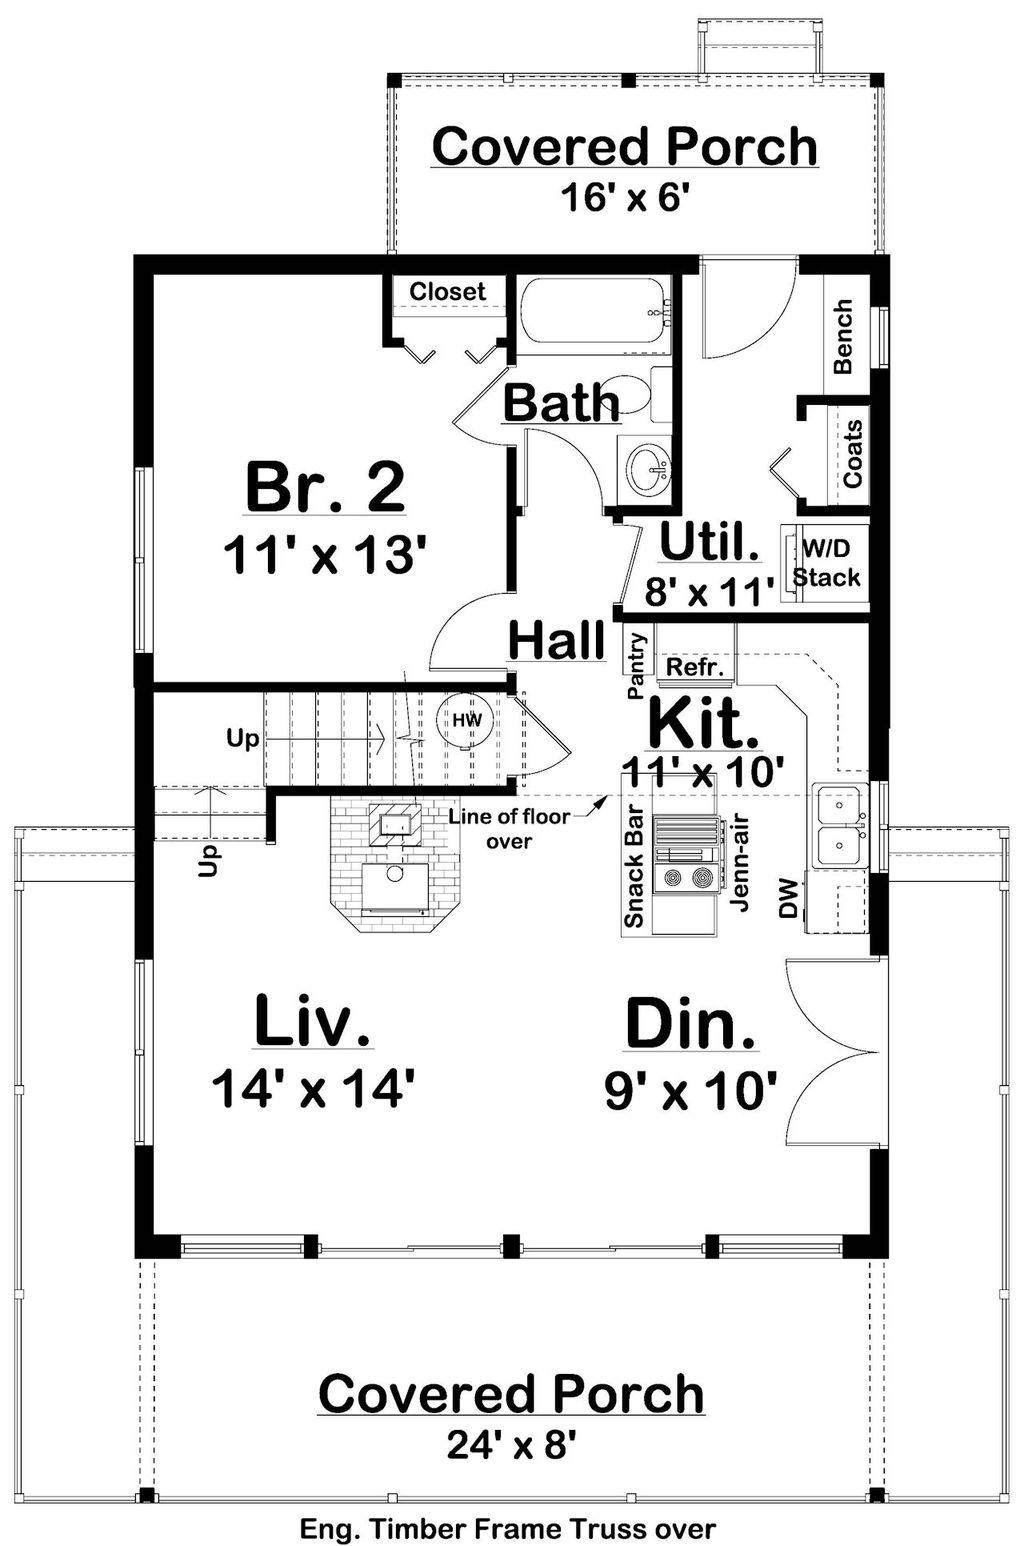 Covered Porch
16' x 6'
Closet
Bench
Bath
Coats
Br. 2
11' x 13'
Util.
8' x 11'
W/D
Stack
Hall
Pantry
Refr.
Kit.
11' x 10'
HW
Up
Up
Line of floor
over
Snack Bar
Jenn-air
DW
Liv.
14' x 14'
Din.
9' x 10'
Covered Porch
24' x 8'
Eng. Timber Frame Truss over